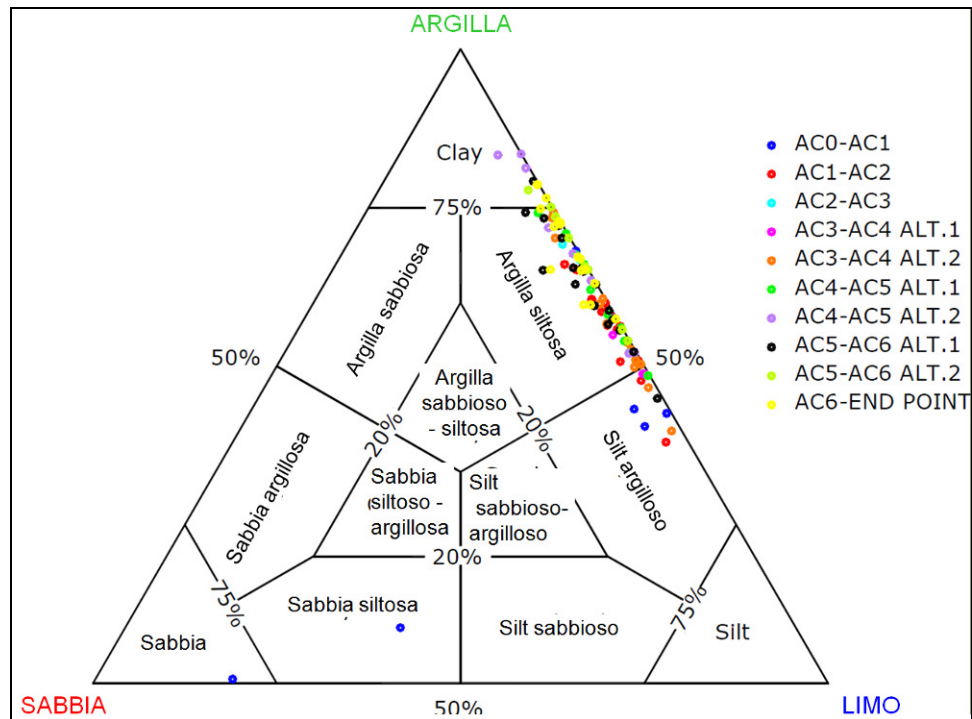 ARGILLA
Clay
75%
AC0-AC1
AC1-AC2
AC2-AC3
AC3-AC4 ALT.1
AC3-AC4 ALT.2
AC4-AC5 ALT.1
AC4-AC5 ALT.2
AC5-AC6 ALT.1
AC5-AC6 ALT.2
AC6-END POINT
Argilla sabbiosa
Argilla siltosa
50%
50%
Argilla
sabbioso
- siltosa
20%
20%
Sabbia argillosa
Silt argilloso
Sabbia
siltoso -
argillosa
Silt
sabbioso-
argilloso
20%
75%
75%
Sabbia siltosa
Silt sabbioso
Sabbia
Silt
SABBIA
50%
LIMO